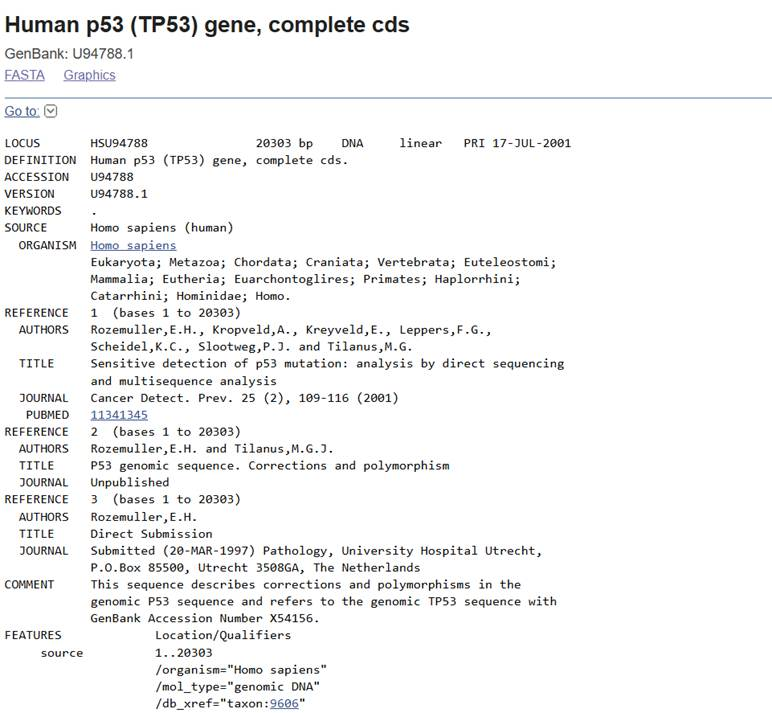 Human p53 (TP53) gene, complete cds
GenBank: U94788.1
FASTA Graphics
Go to:
LOCUS HSU94788 20303 bp DNA linear PRI 17-JUL-2001
DEFINITION Human p53 (TP53) gene, complete cds.
ACCESSION U94788
VERSION U94788.1
KEYWORDS .
SOURCE Homo sapiens (human)
ORGANISM Homo sapiens
Eukaryota; Metazoa; Chordata; Craniata; Vertebrata; Euteleostomi;
Mammalia; Eutheria; Euarchontoglires; Primates; Haplorrhini;
Catarrhini; Hominidae; Homo.
REFERENCE 1 (bases 1 to 20303)
AUTHORS Rozemuller,E.H., Kropveld,A., Kreyveld,E., Leppers,F.G.,
Scheidel,K.C., Slootweg,P.J. and Tilanus,M.G.
TITLE Sensitive detection of p53 mutation: analysis by direct sequencing
and multisequence analysis
JOURNAL Cancer Detect. Prev. 25 (2), 109-116 (2001)
PUBMED 11341345
REFERENCE 2 (bases 1 to 20303)
AUTHORS Rozemuller,E.H. and Tilanus,M.G.J.
TITLE P53 genomic sequence. Corrections and polymorphism
JOURNAL Unpublished
REFERENCE 3 (bases 1 to 20303)
AUTHORS Rozemuller,E.H.
TITLE Direct Submission
JOURNAL Submitted (20-MAR-1997) Pathology, University Hospital Utrecht,
P.O.Box 85500, Utrecht 3508GA, The Netherlands
COMMENT This sequence describes corrections and polymorphisms in the
genomic P53 sequence and refers to the genomic TP53 sequence with
GenBank Accession Number X54156.
FEATURES Location/Qualifiers
source 1..20303
/organism="Homo sapiens"
/mol_type="genomic DNA"
/db_xref="taxon:9606"